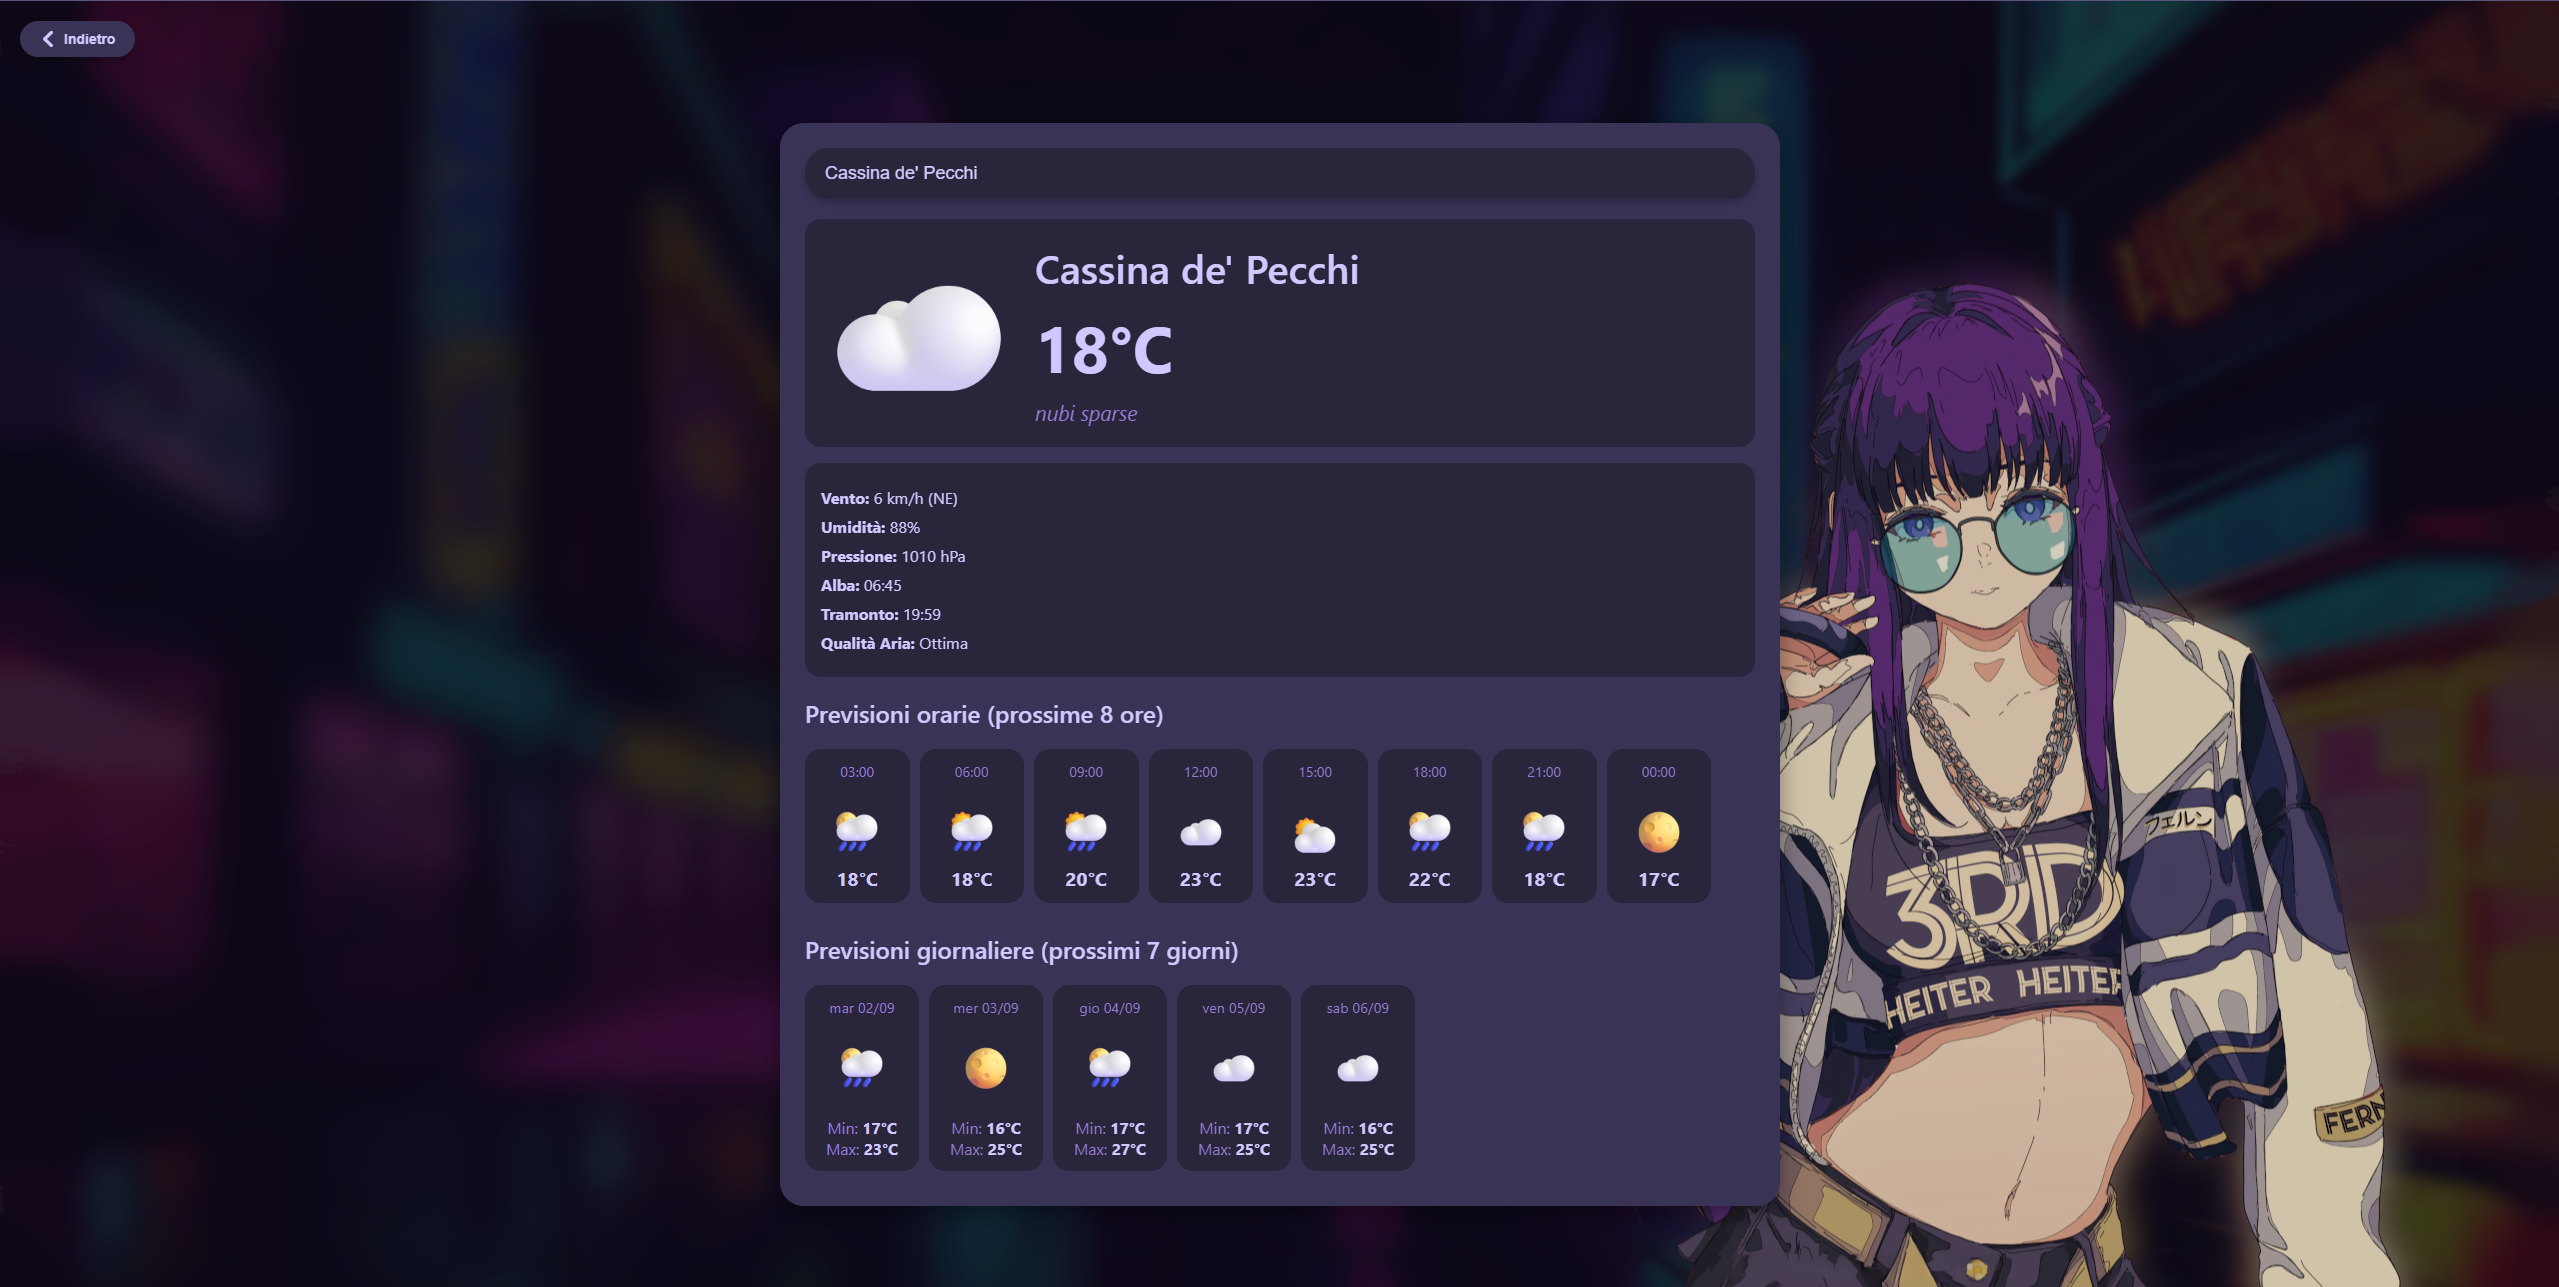 Indietro
Cassina de' Pecchi
Cassina de' Pecchi
18°C
nubi sparse
Vento: 6 km/h (NE)
Umidità: 88%
Pressione: 1010 hPa
Alba: 06:45
Tramonto: 19:59
Qualità Aria: Ottima
Previsioni orarie (prossime 8 ore)
03:00 06:00 09:00 12:00 15:00 18:00 21:00 00:00
18°C 18°C 20°C 23°C 23°C 22°C 18°C 17°C
Previsioni giornaliere (prossimi 7 giorni)
mar 02/09 mer 03/09 gio 04/09 ven 05/09 sab 06/09
Min: 17°C Min: 16°C Min: 17°C Min: 17°C Min: 16°C
Max: 23°C Max: 25°C Max: 27°C Max: 25°C Max: 25°C
フェルン
3RD
HEITER HEITER
FERN